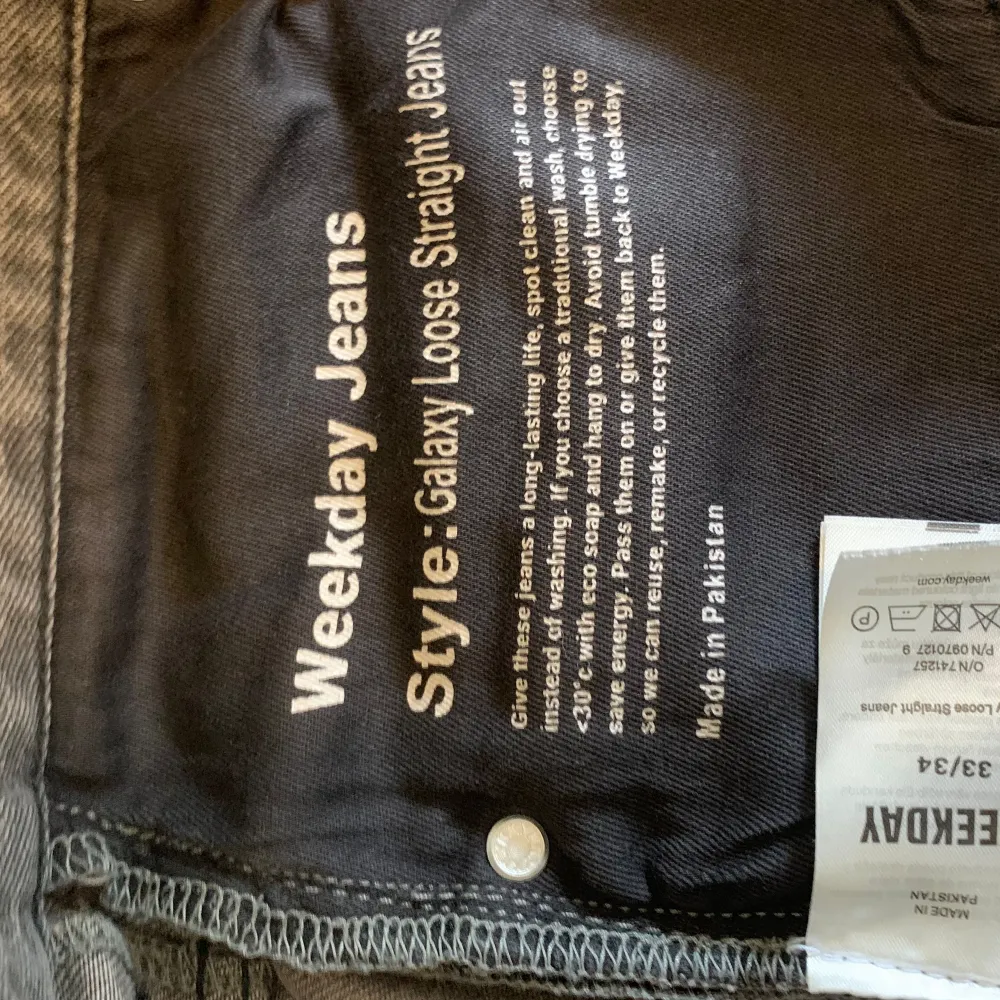 Weekday Jeans
Style: Galaxy Loose Straight Jeans
Give these jeans a long-lasting life, spot clean and air out
instead of washing. If you choose a traditional wash, choose
<30°c with eco soap and hang to dry. Avoid tumble drying to
save energy. Pass them on or give them back to Weekday,
so we can reuse, remake, or recycle them.
Made in Pakistan
MADE IN
PAKISTAN
EEKDAY
33/34
y Loose Straight Jeans
O/N 741257
P/N 0970127 9
P
weekday.com